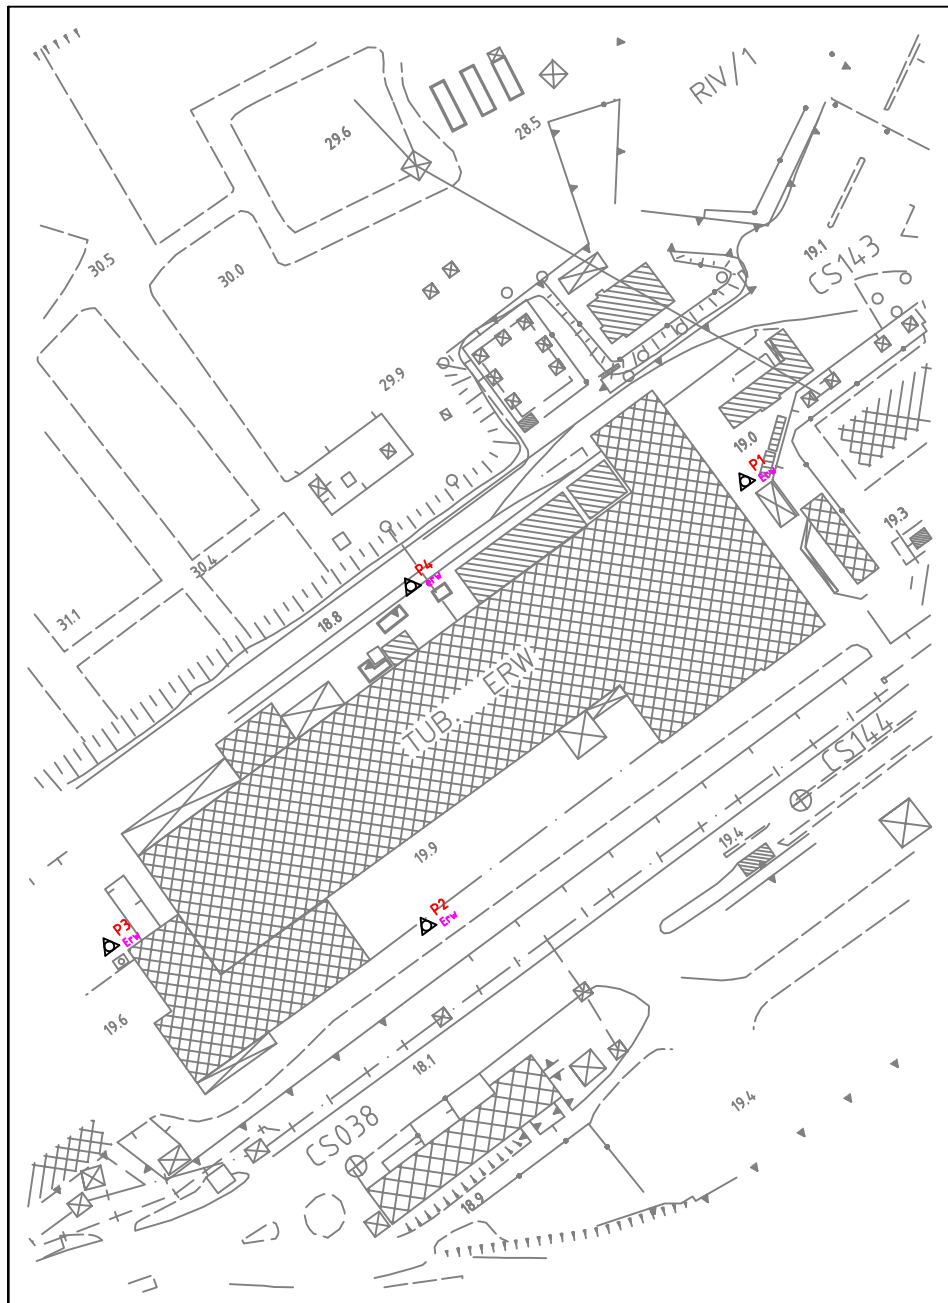 RIV/1
28.5
29.6
19.1
CS143
30.5
30.0
29.9
19.0
P1
Erw
19.3
30.4
P4
erw
31.1
18.8
TUB. ERW
CS144
19.4
19.9
P2
Erw
P3
Erw
19.6
18.1
19.4
CS038
18.9